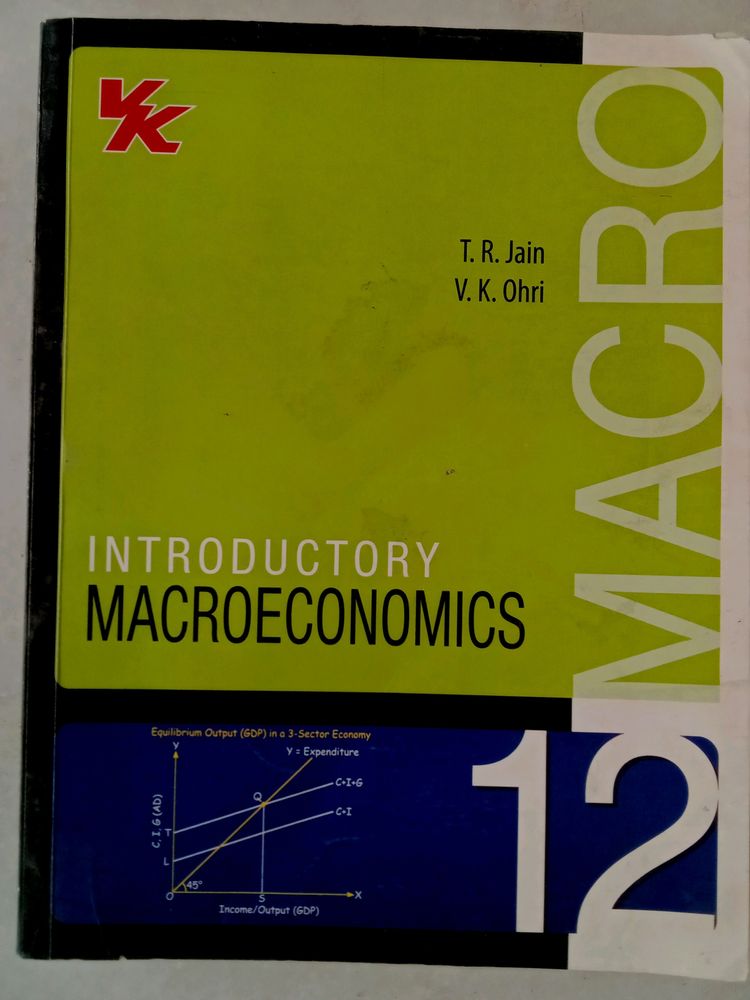 VK
T. R. Jain
V. K. Ohri
MACRO
INTRODUCTORY
MACROECONOMICS
12
Equilibrium Output (GDP) in a 3-Sector Economy
Y
Y = Expenditure
C+I+G
Q
C+I
C, I, G (AD)
T
L
45°
O
S
X
Income/Output (GDP)